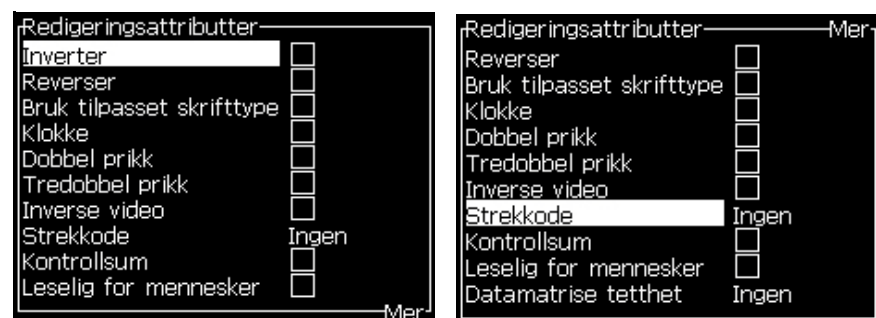 Redigeringsattributter
Inverter
Reverser
Bruk tilpasset skrifttype
Klokke
Dobbel prikk
Tredobbel prikk
Inverse video
Strekkode Ingen
Kontrollsum
Leselig for mennesker
Mer
Redigeringsattributter Mer
Reverser
Bruk tilpasset skrifttype
Klokke
Dobbel prikk
Tredobbel prikk
Inverse video
Strekkode Ingen
Kontrollsum
Leselig for mennesker
Datamatrise tetthet Ingen